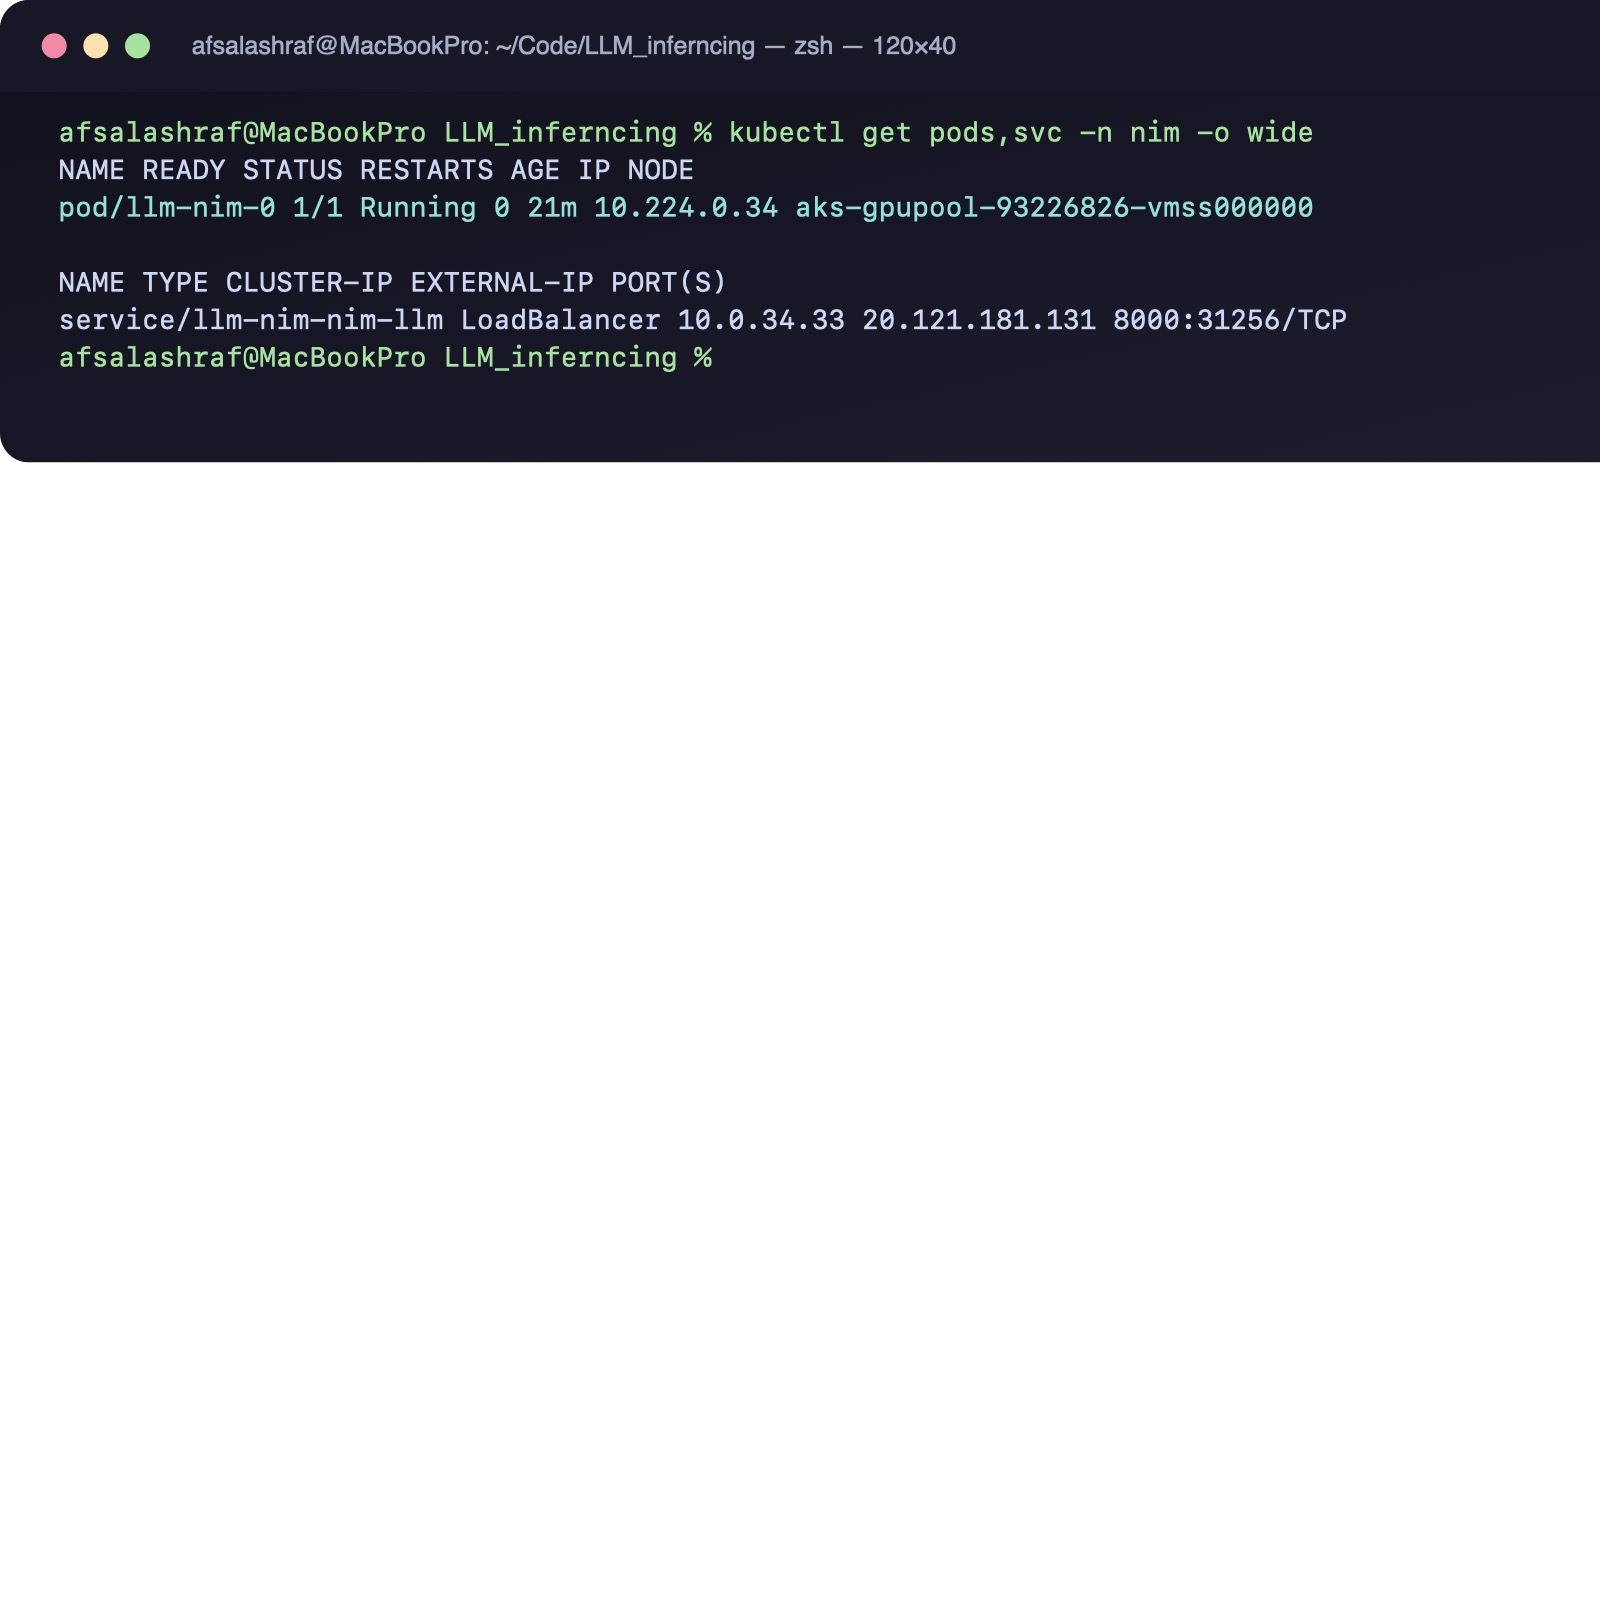 afsalashraf@MacBookPro: ~/Code/LLM_inferncing — zsh — 120×40
afsalashraf@MacBookPro LLM_inferncing % kubectl get pods,svc -n nim -o wide
NAME READY STATUS RESTARTS AGE IP NODE
pod/llm-nim-0 1/1 Running 0 21m 10.224.0.34 aks-gpupool-93226826-vmss000000
NAME TYPE CLUSTER-IP EXTERNAL-IP PORT(S)
service/llm-nim-nim-llm LoadBalancer 10.0.34.33 20.121.181.131 8000:31256/TCP
afsalashraf@MacBookPro LLM_inferncing %